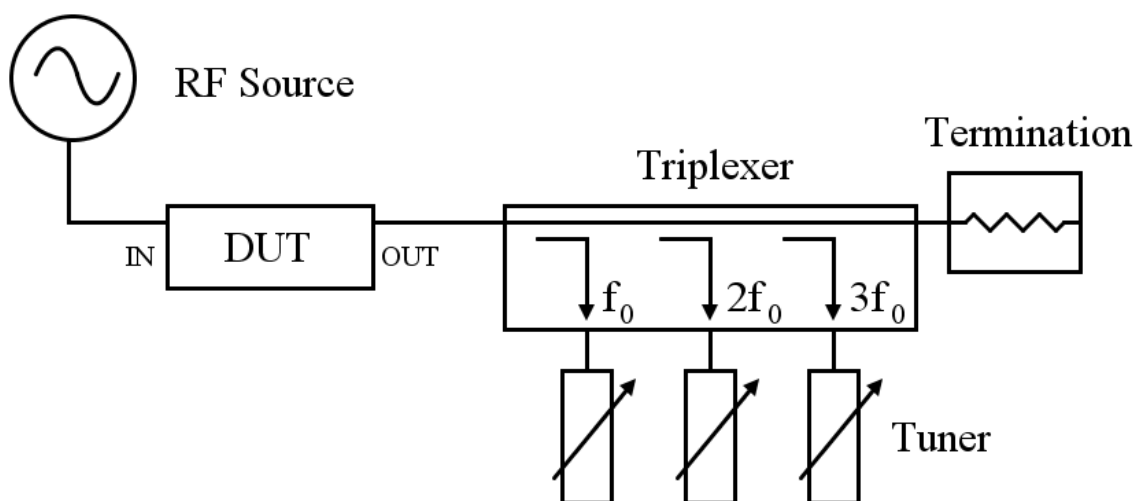 RF Source
Termination
Triplexer
IN
DUT
OUT
f₀
2f₀
3f₀
Tuner